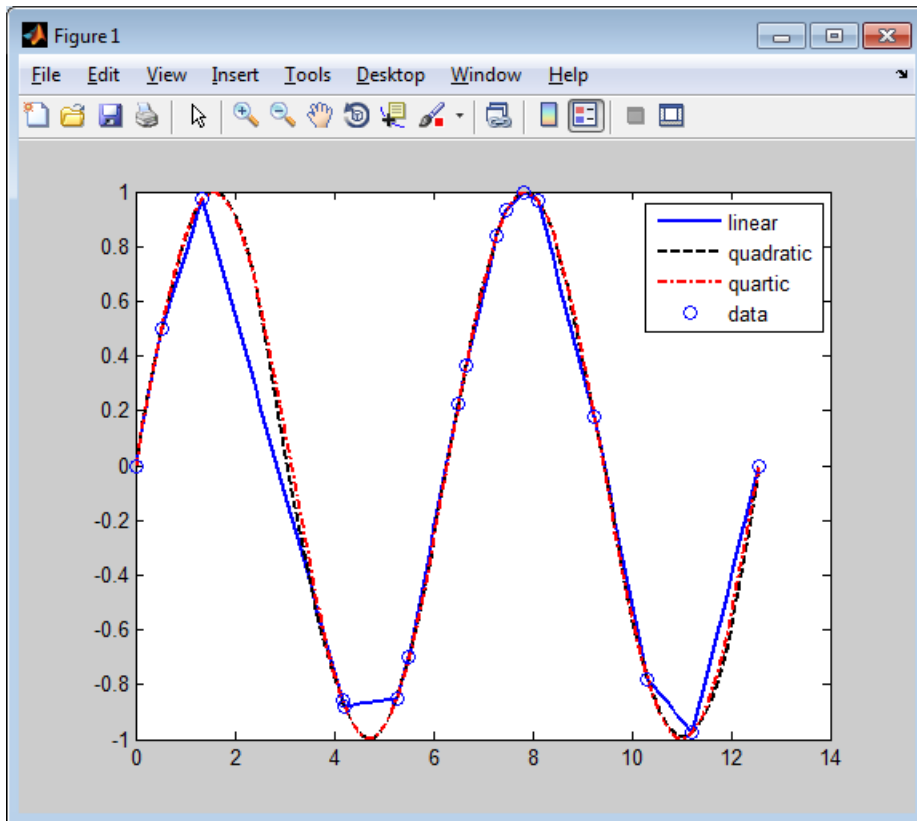 Figure 1
File Edit View Insert Tools Desktop Window Help
1
0.8
0.6
0.4
0.2
0
-0.2
-0.4
-0.6
-0.8
-1
0 2 4 6 8 10 12 14
linear
quadratic
quartic
data